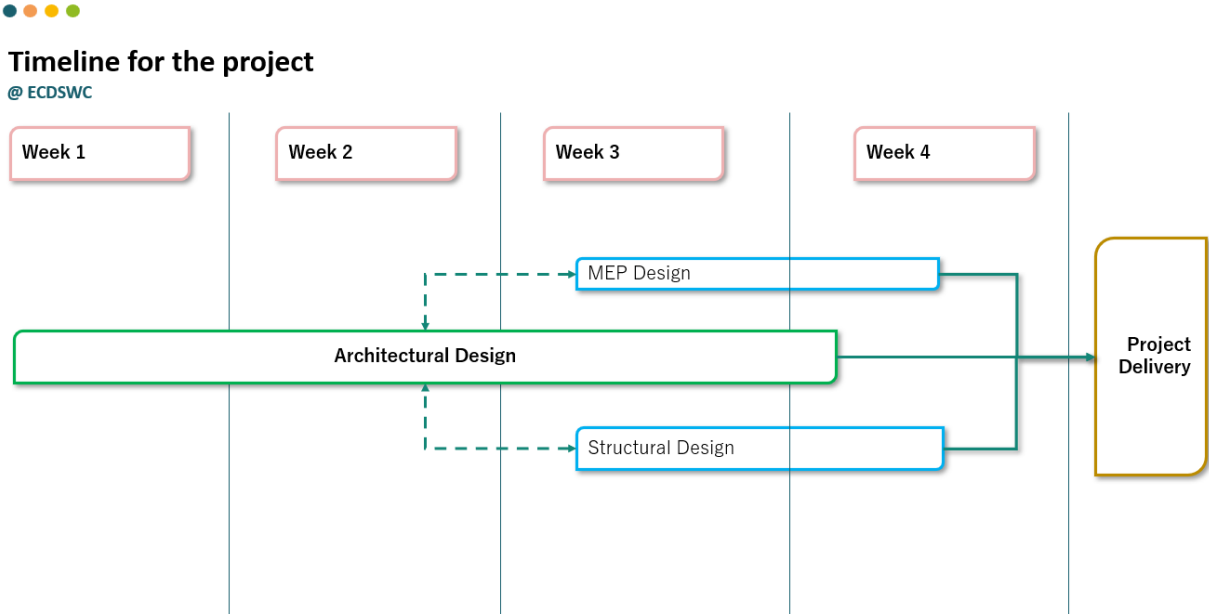 Timeline for the project
@ ECDSWC
Week 1
Week 2
Week 3
Week 4
MEP Design
Architectural Design
Project
Delivery
Structural Design